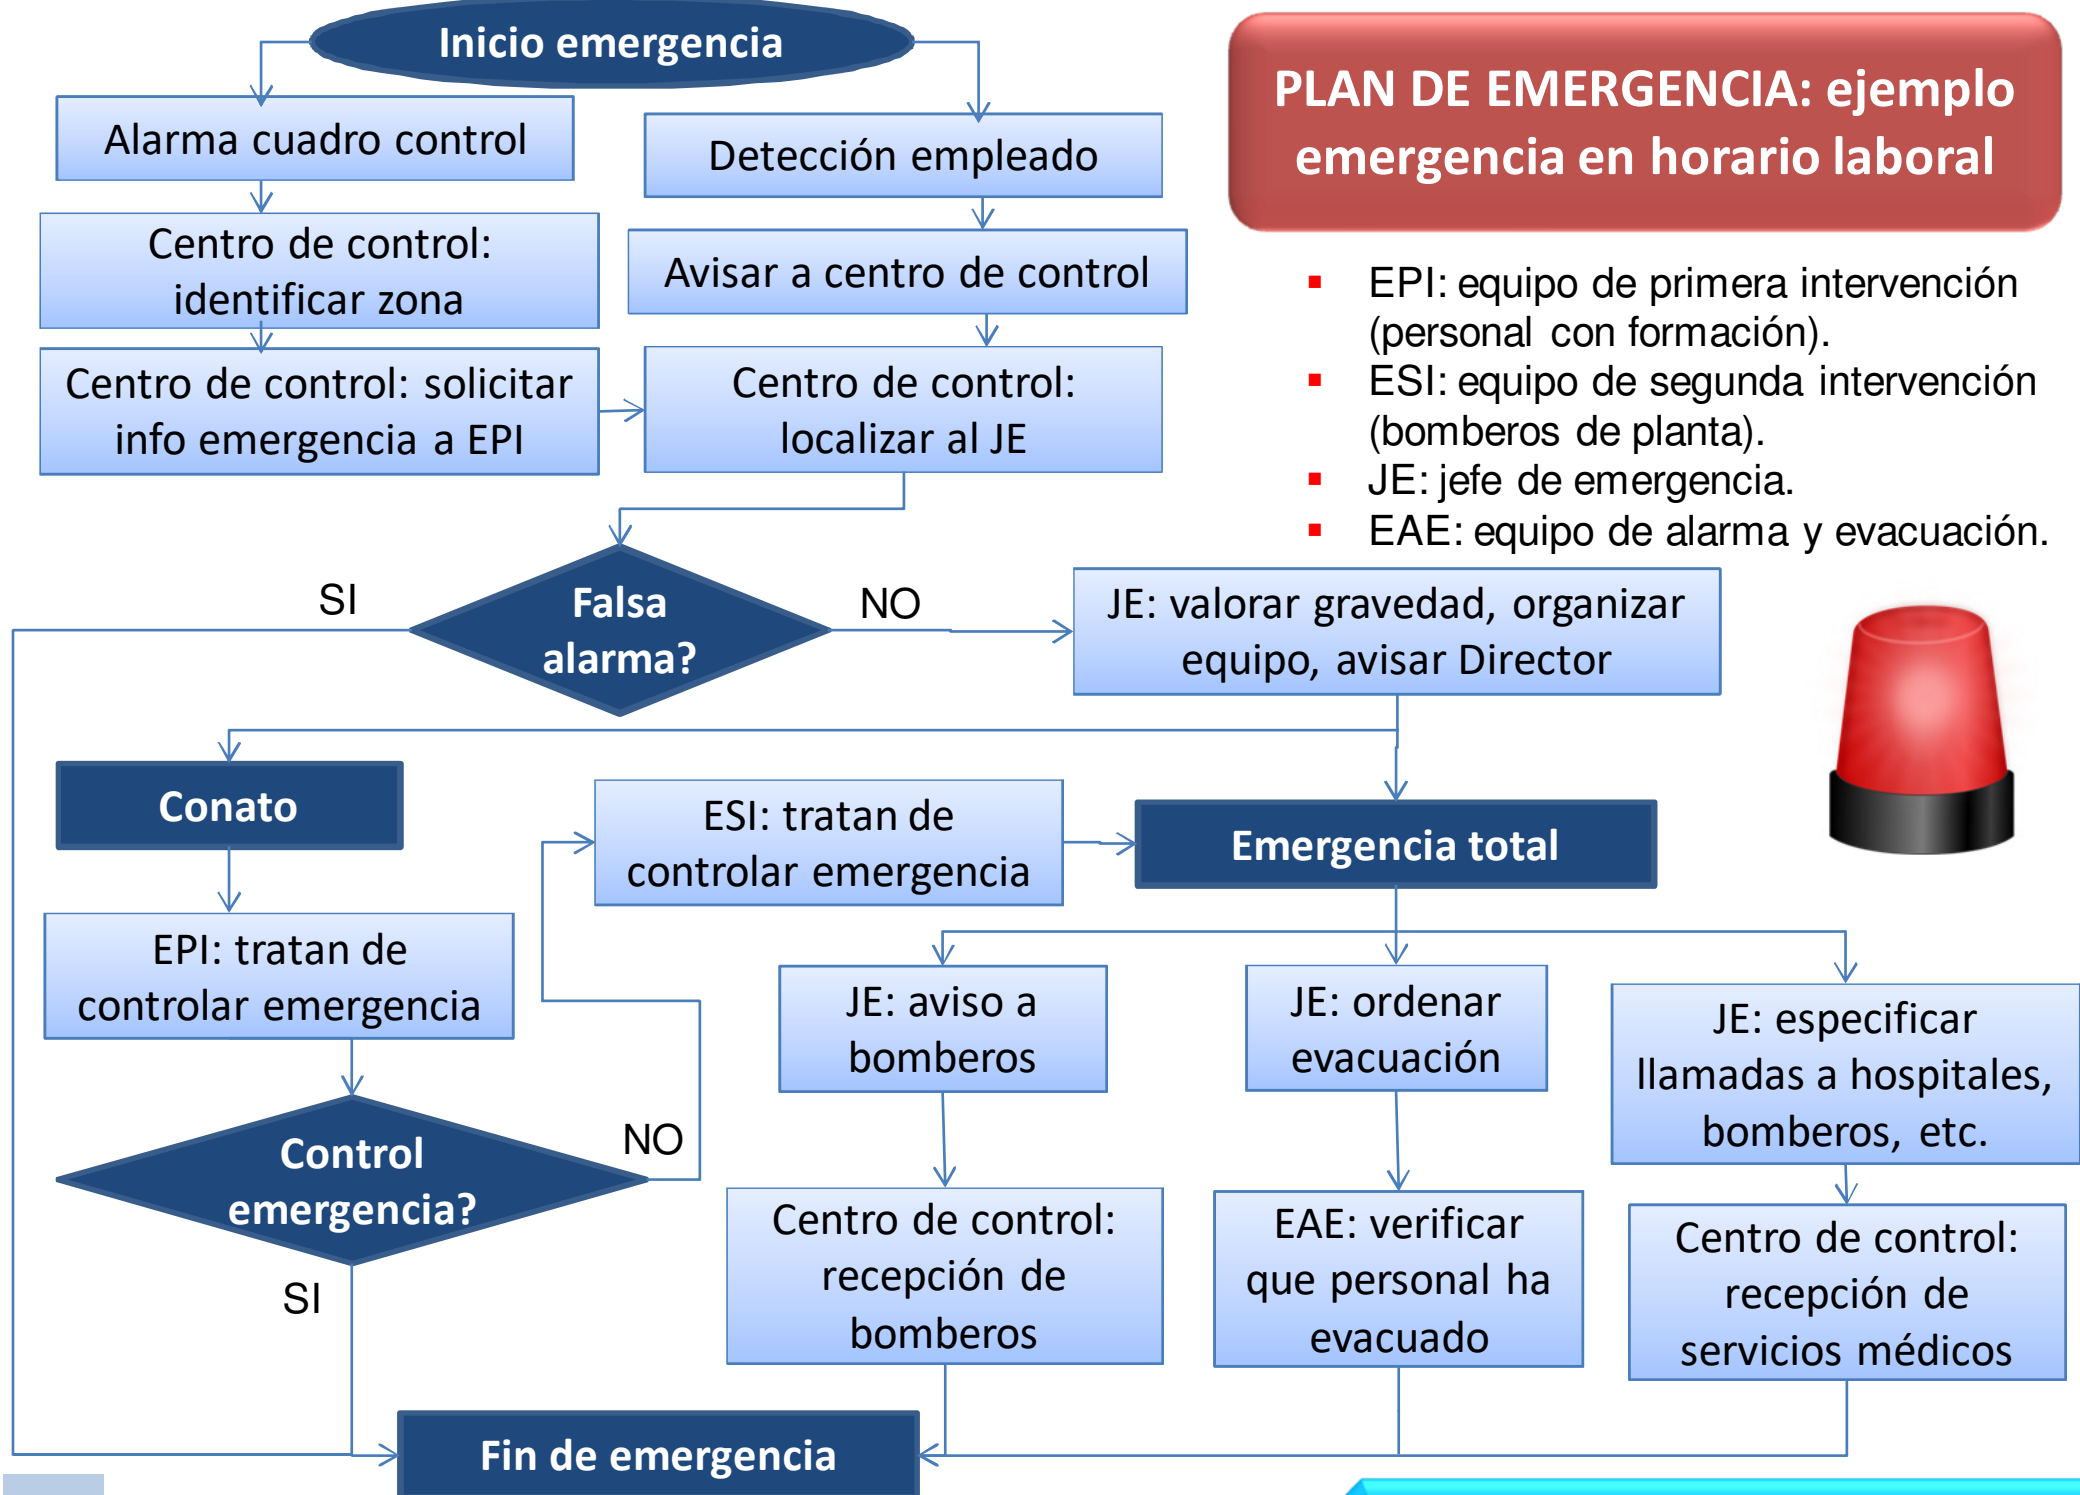 Inicio emergencia
PLAN DE EMERGENCIA: ejemplo
emergencia en horario laboral
Alarma cuadro control
Detección empleado
Centro de control:
identificar zona
Avisar a centro de control
Centro de control: solicitar
info emergencia a EPI
Centro de control:
localizar al JE
EPI: equipo de primera intervención
(personal con formación).
ESI: equipo de segunda intervención
(bomberos de planta).
JE: jefe de emergencia.
EAE: equipo de alarma y evacuación.
SI
Falsa
alarma?
NO
JE: valorar gravedad, organizar
equipo, avisar Director
Conato
ESI: tratan de
controlar emergencia
Emergencia total
EPI: tratan de
controlar emergencia
JE: aviso a
bomberos
JE: ordenar
evacuación
JE: especificar
llamadas a hospitales,
bomberos, etc.
Control
emergencia?
NO
SI
Centro de control:
recepción de
bomberos
EAE: verificar
que personal ha
evacuado
Centro de control:
recepción de
servicios médicos
Fin de emergencia